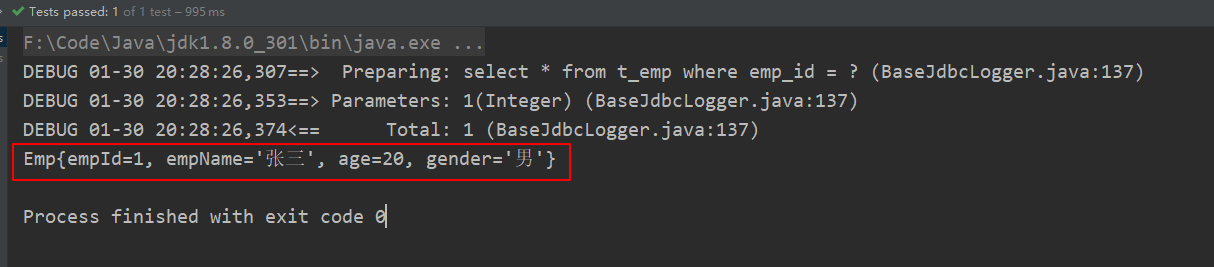 Tests passed: 1 of 1 test – 995 ms
F:\Code\Java\jdk1.8.0_301\bin\java.exe ...
DEBUG 01-30 20:28:26,307==>  Preparing: select * from t_emp where emp_id = ? (BaseJdbcLogger.java:137)
DEBUG 01-30 20:28:26,353==> Parameters: 1(Integer) (BaseJdbcLogger.java:137)
DEBUG 01-30 20:28:26,374<==      Total: 1 (BaseJdbcLogger.java:137)
Emp{empId=1, empName='张三', age=20, gender='男'}
Process finished with exit code 0